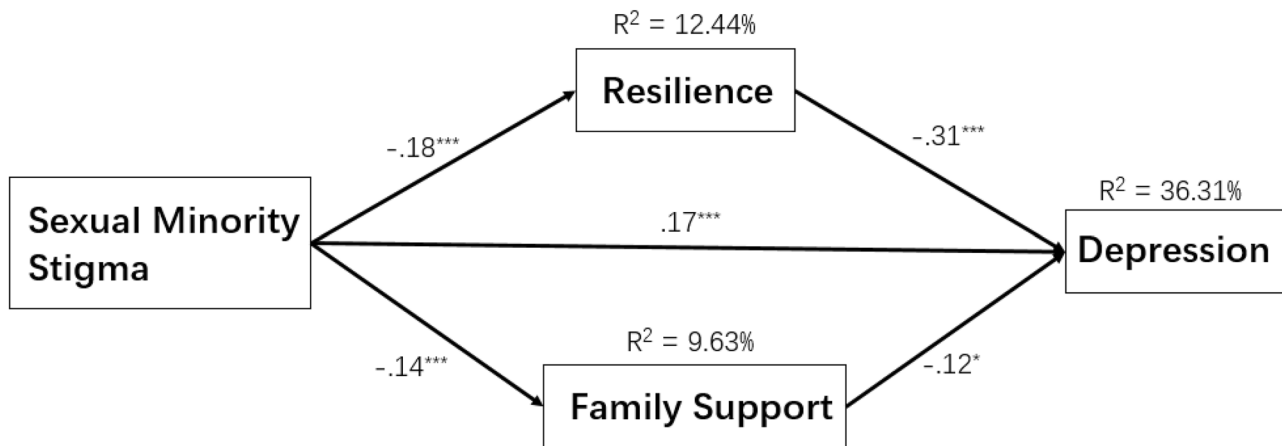 R² = 12.44%
Resilience
-.18***
-.31***
R² = 36.31%
Sexual Minority
Stigma
.17***
Depression
R² = 9.63%
-.14***
-.12*
Family Support